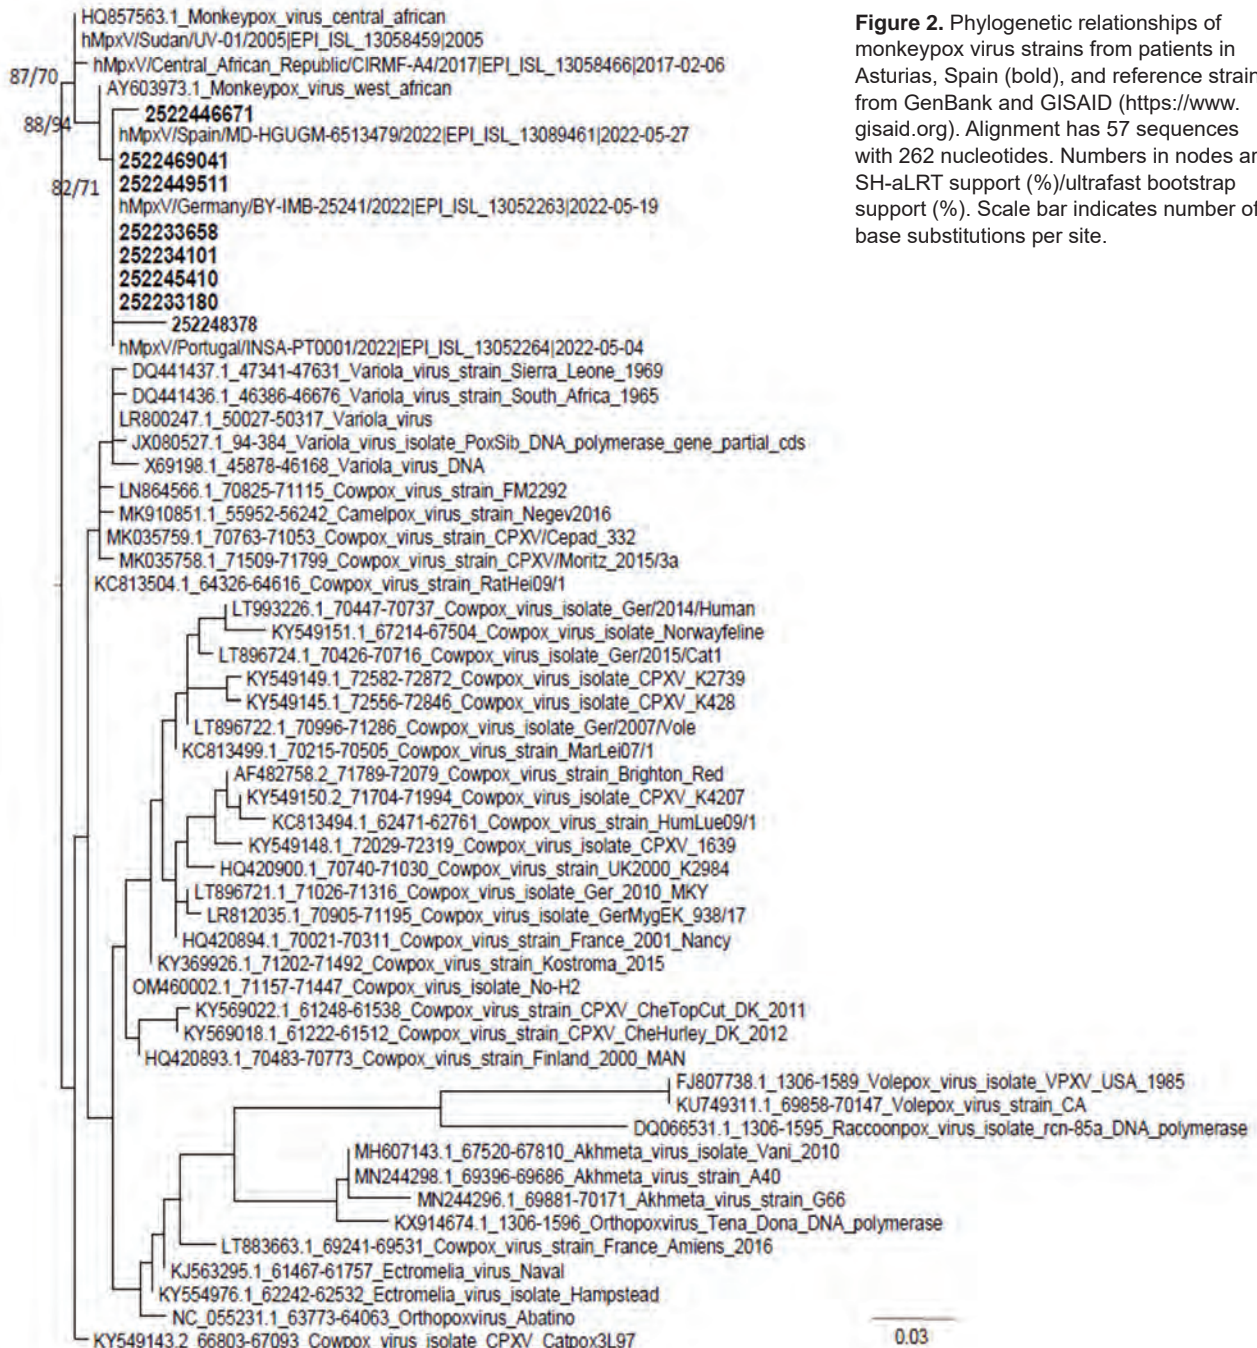 HQ857563.1_Monkeypox_virus_central_african
hMpxV/Sudan/UV-01/2005|EPI_ISL_13058459|2005
hMpxV/Central_African_Republic/CIRMF-A4/2017|EPI_ISL_13058466|2017-02-06
87/70
AY603973.1_Monkeypox_virus_west_african
2522446671
88/94
hMpxV/Spain/MD-HGUGM-6513479/2022|EPI_ISL_13089461|2022-05-27
2522469041
2522449511
82/71
hMpxV/Germany/BY-IMB-25241/2022|EPI_ISL_13052263|2022-05-19
252233658
252234101
252245410
252233180
252248378
hMpxV/Portugal/INSA-PT0001/2022|EPI_ISL_13052264|2022-05-04
DQ441437.1_47341-47631_Variola_virus_strain_Sierra_Leone_1969
DQ441436.1_46386-46676_Variola_virus_strain_South_Africa_1965
LR800247.1_50027-50317_Variola_virus
JX080527.1_94-384_Variola_virus_isolate_PoxSib_DNA_polymerase_gene_partial_cds
X69198.1_45878-46168_Variola_virus_DNA
LN864566.1_70825-71115_Cowpox_virus_strain_FM2292
MK910851.1_55952-56242_Camelpox_virus_strain_Negev2016
MK035759.1_70763-71053_Cowpox_virus_strain_CPXV/Cepad_332
MK035758.1_71509-71799_Cowpox_virus_strain_CPXV/Moritz_2015/3a
KC813504.1_64326-64616_Cowpox_virus_strain_RatHei09/1
LT993226.1_70447-70737_Cowpox_virus_isolate_Ger/2014/Human
KY549151.1_67214-67504_Cowpox_virus_isolate_Norwayfeline
LT896724.1_70426-70716_Cowpox_virus_isolate_Ger/2015/Cat1
KY549149.1_72582-72872_Cowpox_virus_isolate_CPXV_K2739
KY549145.1_72556-72846_Cowpox_virus_isolate_CPXV_K428
LT896722.1_70996-71286_Cowpox_virus_isolate_Ger/2007/Vole
KC813499.1_70215-70505_Cowpox_virus_strain_MarLei07/1
AF482758.2_71789-72079_Cowpox_virus_strain_Brighton_Red
KY549150.2_71704-71994_Cowpox_virus_isolate_CPXV_K4207
KC813494.1_62471-62761_Cowpox_virus_strain_HumLue09/1
KY549148.1_72029-72319_Cowpox_virus_isolate_CPXV_1639
HQ420900.1_70740-71030_Cowpox_virus_strain_UK2000_K2984
LT896721.1_71026-71316_Cowpox_virus_isolate_Ger_2010_MKY
LR812035.1_70905-71195_Cowpox_virus_isolate_GerMygEK_938/17
HQ420894.1_70021-70311_Cowpox_virus_strain_France_2001_Nancy
KY369926.1_71202-71492_Cowpox_virus_strain_Kostroma_2015
OM460002.1_71157-71447_Cowpox_virus_isolate_No-H2
KY569022.1_61248-61538_Cowpox_virus_strain_CPXV_CheTopCut_DK_2011
KY569018.1_61222-61512_Cowpox_virus_strain_CPXV_CheHurley_DK_2012
HQ420893.1_70483-70773_Cowpox_virus_strain_Finland_2000_MAN
FJ807738.1_1306-1589_Volepox_virus_isolate_VPXV_USA_1985
KU749311.1_69858-70147_Volepox_virus_strain_CA
DQ066531.1_1306-1595_Raccoonpox_virus_isolate_rcn-85a_DNA_polymerase
MH607143.1_67520-67810_Akhmeta_virus_isolate_Vani_2010
MN244298.1_69396-69686_Akhmeta_virus_strain_A40
MN244296.1_69881-70171_Akhmeta_virus_strain_G66
KX914674.1_1306-1596_Orthopoxvirus_Tena_Dona_DNA_polymerase
LT883663.1_69241-69531_Cowpox_virus_strain_France_Amiens_2016
KJ563295.1_61467-61757_Ectromelia_virus_Naval
KY554976.1_62242-62532_Ectromelia_virus_isolate_Hampstead
NC_055231.1_63773-64063_Orthopoxvirus_Abatino
KY549143.2_66803-67093_Cowpox_virus_isolate_CPXV_Catpox3L97
0.03
Figure 2. Phylogenetic relationships of
monkeypox virus strains from patients in
Asturias, Spain (bold), and reference strain
from GenBank and GISAID (https://www.
gisaid.org). Alignment has 57 sequences
with 262 nucleotides. Numbers in nodes ar
SH-aLRT support (%)/ultrafast bootstrap
support (%). Scale bar indicates number of
base substitutions per site.